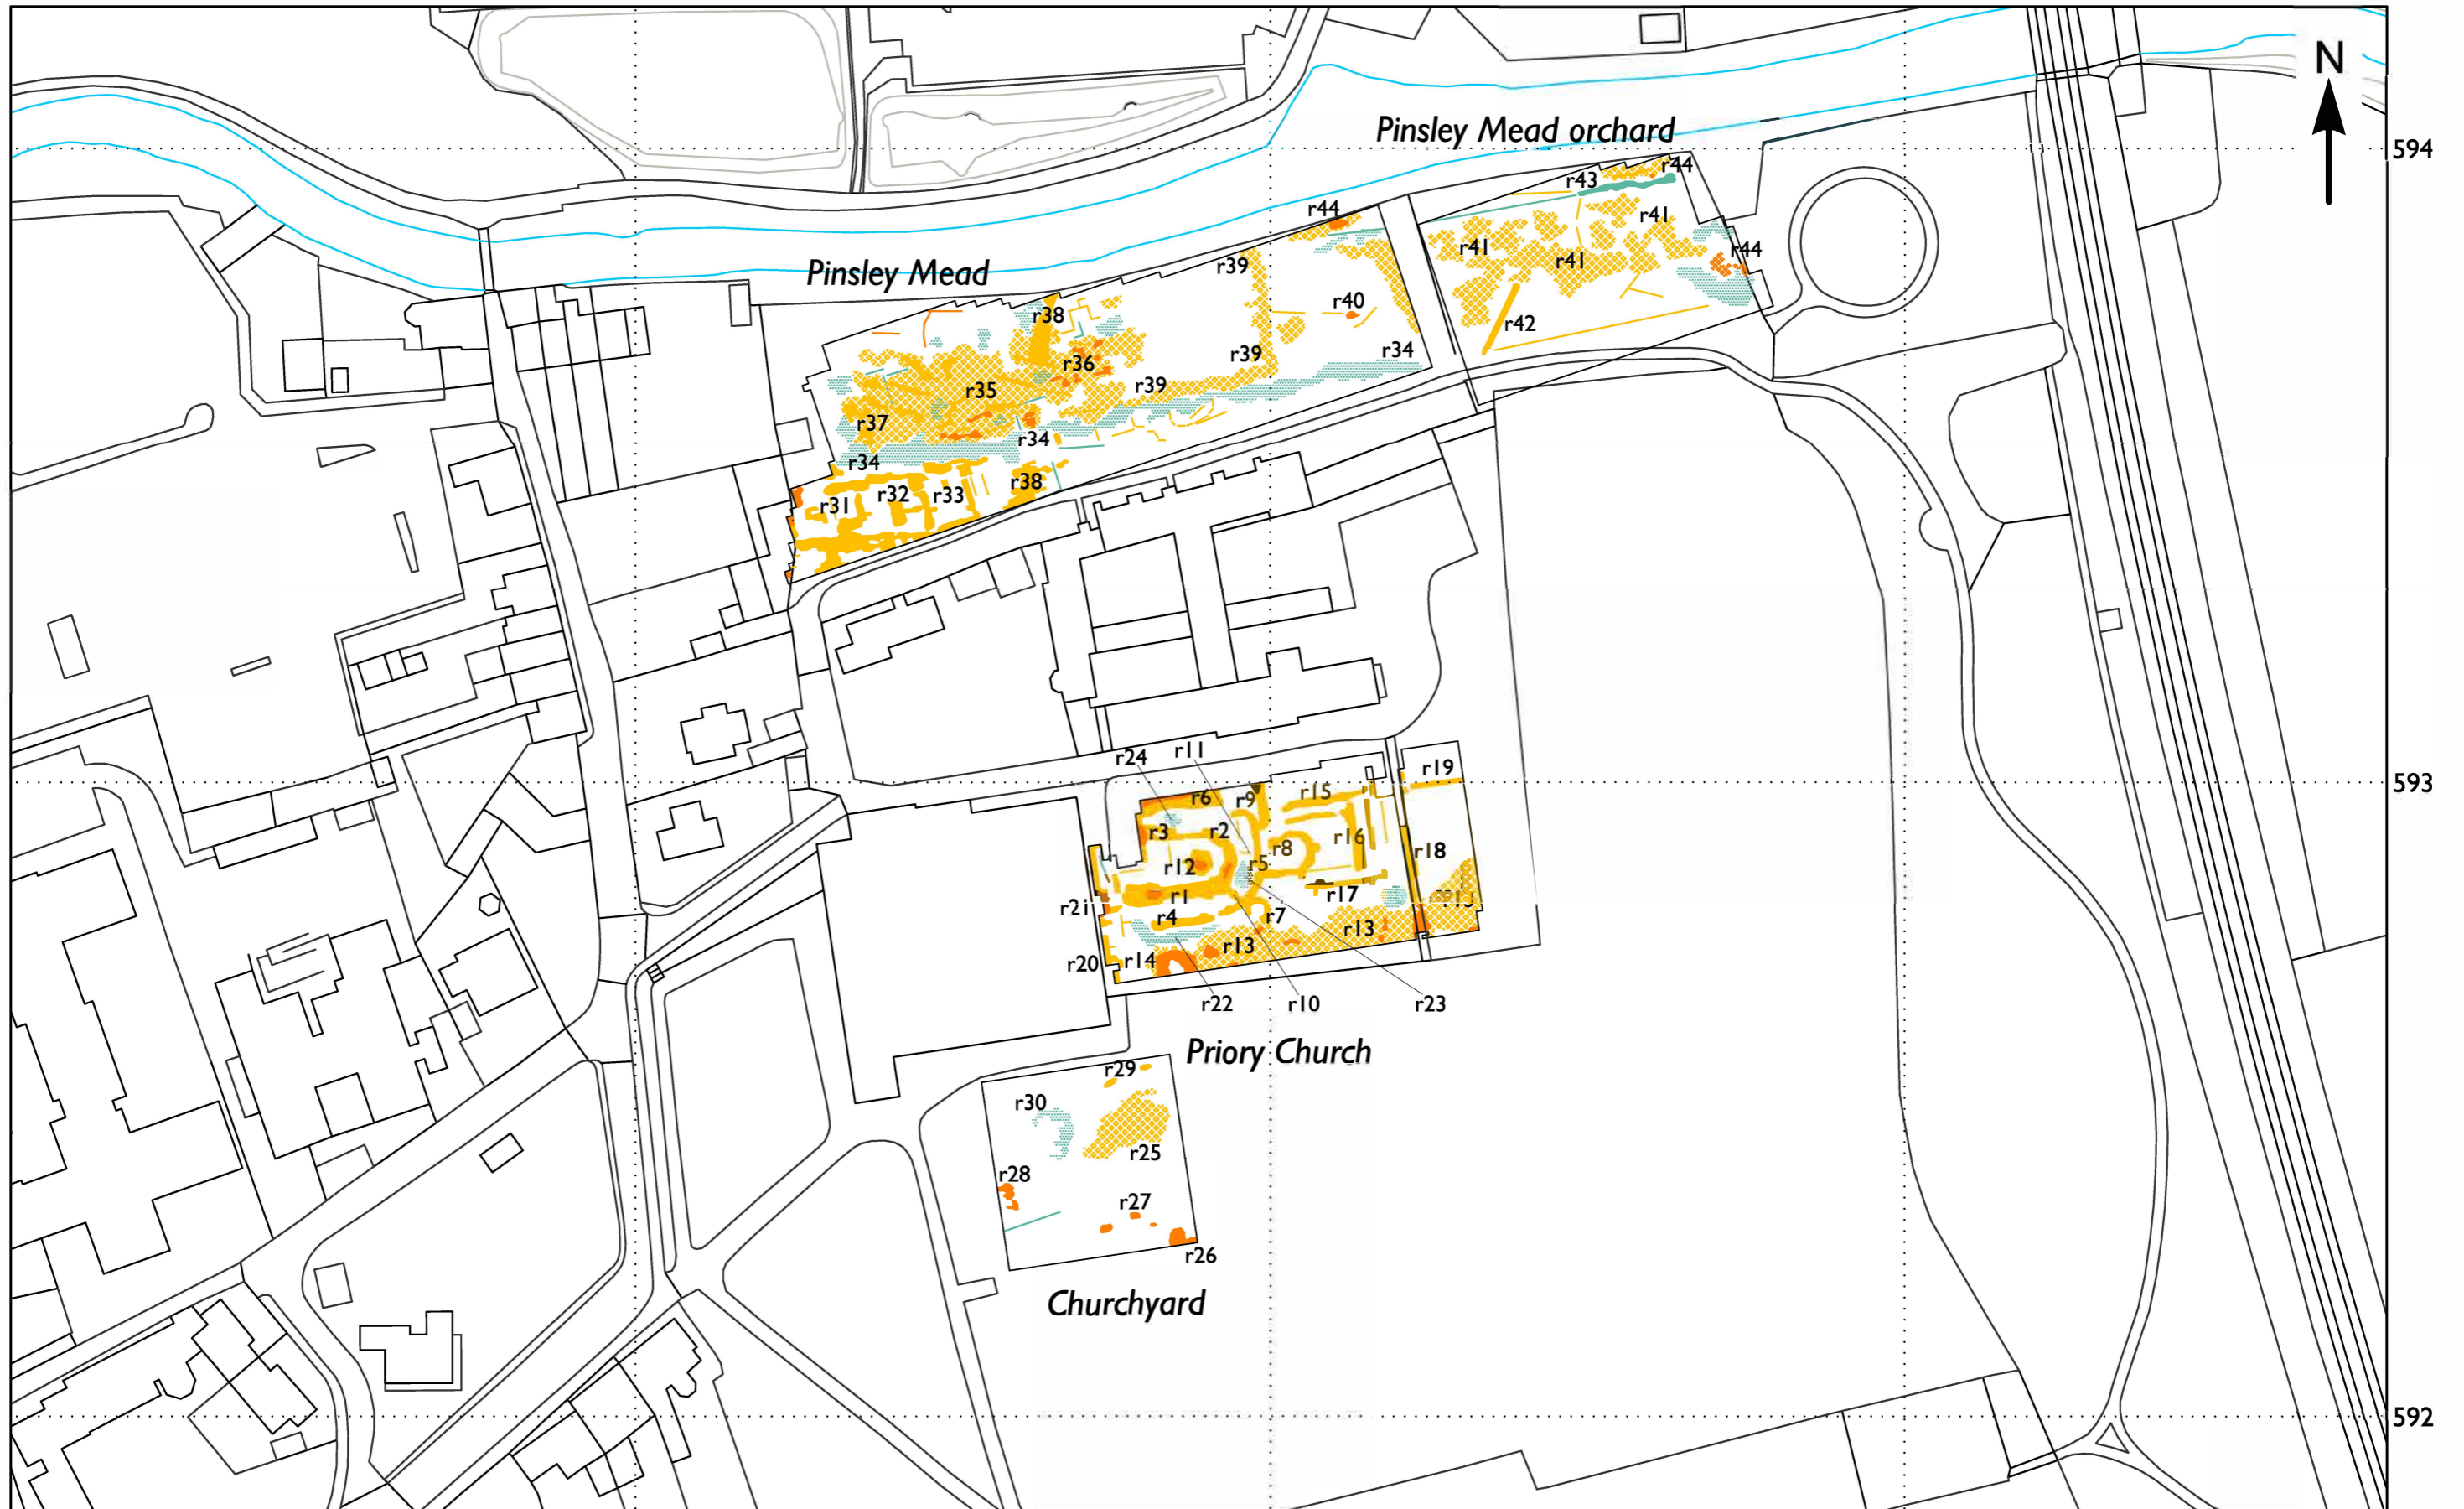 N
Pinsley Mead orchard
594
r44
r43
r44
r41
r41
r41
r44
r42
Pinsley Mead
r39
r40
r38
r39
r34
r36
r39
r35
r37
r34
r34
r38
r31
r32
r33
r24
r11
r19
593
r6
r9
r15
r3
r2
r16
r8
r5
r12
r18
r1
r17
r21
r4
r7
r13
r13
r13
r20
r14
r22
r10
r23
Priory Church
r29
r30
r25
r28
r27
r26
Churchyard
592